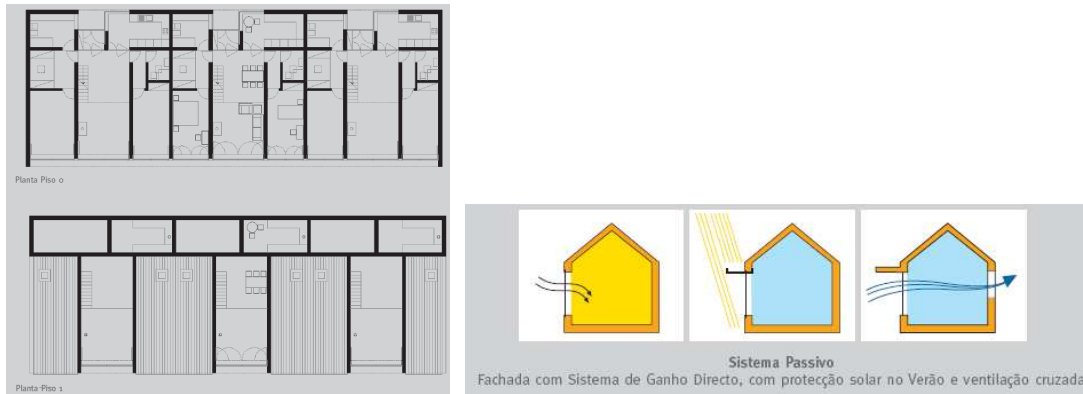 Planta Piso 0
Planta Piso 1
Sistema Passivo
Fachada com Sistema de Ganho Directo, com protecção solar no Verão e ventilação cruzada